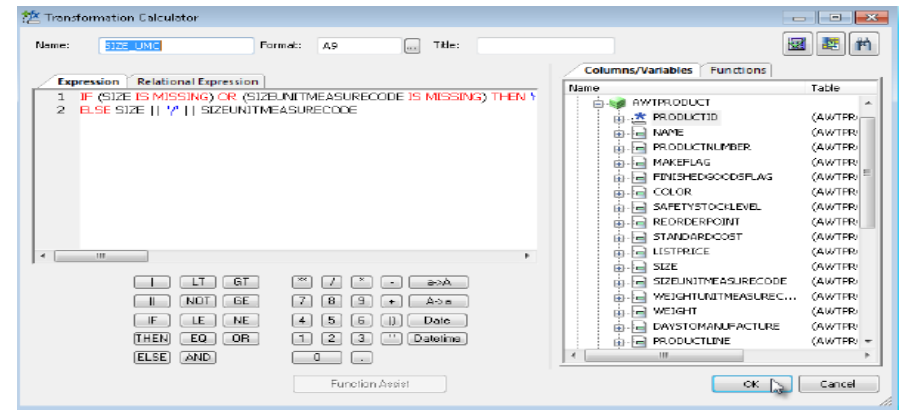 Transformation Calculator
Name: SIZE_UMC Format: A9 ... Title:
Expression Relational Expression
Columns/Variables Functions
1 IF (SIZE IS MISSING) OR (SIZEUNITMEASURECODE IS MISSING) THEN '
2 ELSE SIZE || '/' || SIZEUNITMEASURECODE
Name Table
AWTPRODUCT
PRODUCTID (AWTPR
NAME (AWTPR
PRODUCTNUMBER (AWTPR
MAKEFLAG (AWTPR
FINISHEDGOODSFLAG (AWTPR
COLOR (AWTPR
SAFETYSTOCKLEVEL (AWTPR
REORDERPOINT (AWTPR
STANDARDCOST (AWTPR
LISTPRICE (AWTPR
SIZE (AWTPR
SIZEUNITMEASURECODE (AWTPR
WEIGHTUNITMEASUREC... (AWTPR
WEIGHT (AWTPR
DAYSTOMANUFACTURE (AWTPR
PRODUCTLINE (AWTPR
| LT GT ** / * - a->A
|| NOT GE 7 8 9 + A->a
IF LE NE 4 5 6 () Date
THEN EQ OR 1 2 3 '' Datetime
ELSE AND 0 .
Function Assist
OK Cancel